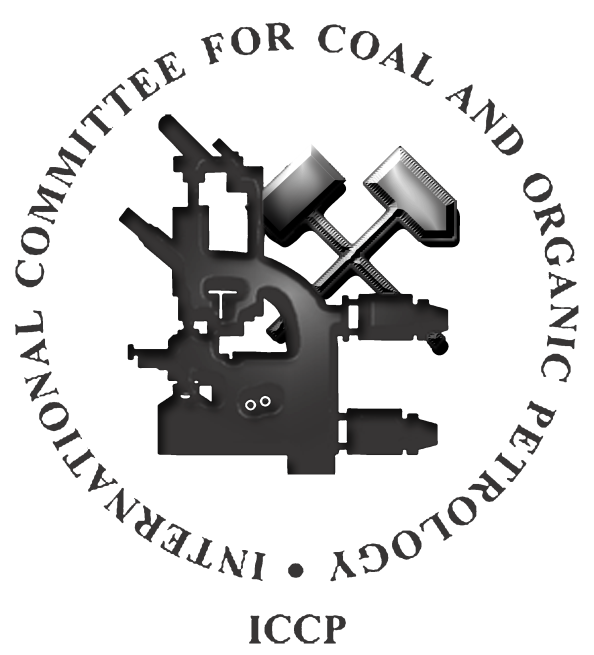 INTERNATIONAL COMMITTEE FOR COAL AND ORGANIC PETROLOGY •
ICCP